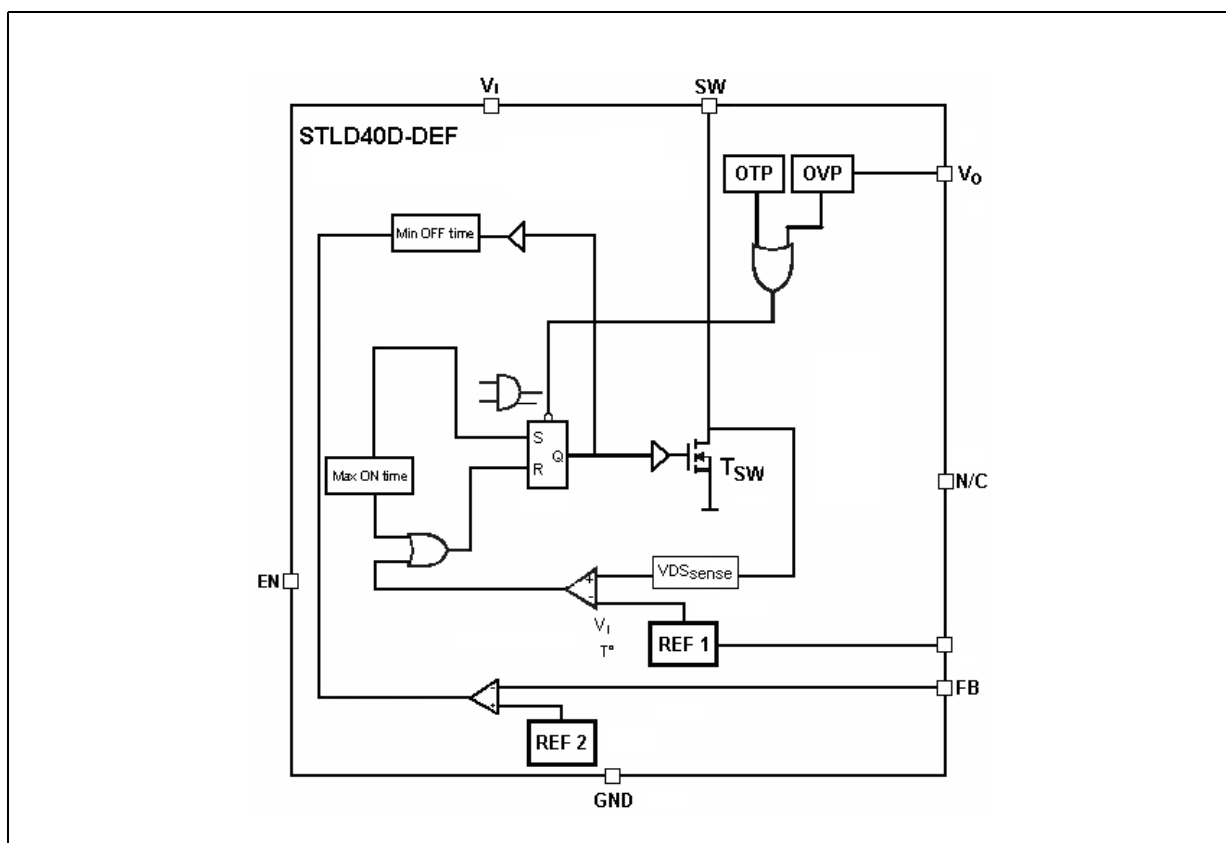 VI
SW
STLD40D-DEF
OTP
OVP
VO
Min OFF time
S
Q
R
TSW
Max ON time
N/C
EN
VDSsense
+
-
VI
T°
REF 1
FB
-
+
REF 2
GND